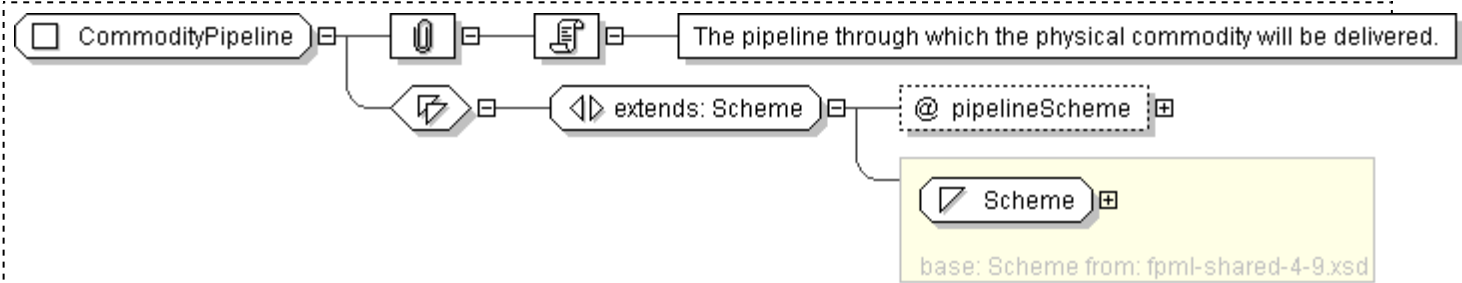 CommodityPipeline
The pipeline through which the physical commodity will be delivered.
extends: Scheme
@ pipelineScheme
Scheme
base: Scheme from: fpml-shared-4-9.xsd